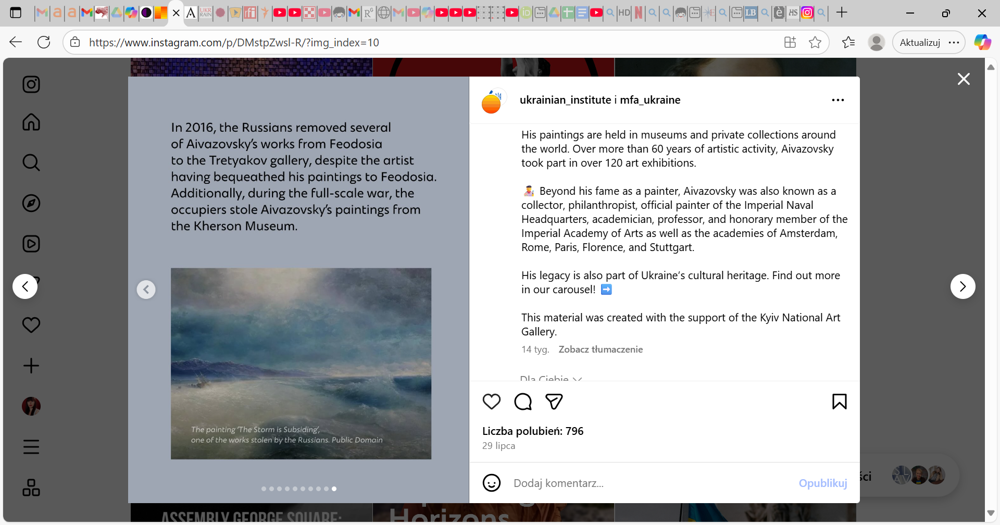 https://www.instagram.com/p/DMstpZwsl-R/?img_index=10
Aktualizuj
In 2016, the Russians removed several
of Aivazovsky’s works from Feodosia
to the Tretyakov gallery, despite the artist
having bequeathed his paintings to Feodosia.
Additionally, during the full-scale war, the
occupiers stole Aivazovsky’s paintings from
the Kherson Museum.
The painting ‘The Storm is Subsiding’,
one of the works stolen by the Russians. Public Domain
ukrainian_institute i mfa_ukraine
His paintings are held in museums and private collections around
the world. Over more than 60 years of artistic activity, Aivazovsky
took part in over 120 art exhibitions.
🧑‍🎨 Beyond his fame as a painter, Aivazovsky was also known as a
collector, philanthropist, official painter of the Imperial Naval
Headquarters, academician, professor, and honorary member of the
Imperial Academy of Arts as well as the academies of Amsterdam,
Rome, Paris, Florence, and Stuttgart.
His legacy is also part of Ukraine’s cultural heritage. Find out more
in our carousel! ➡️
This material was created with the support of the Kyiv National Art
Gallery.
14 tyg. Zobacz tłumaczenie
Dla Ciebie
Liczba polubień: 796
29 lipca
Dodaj komentarz...
Opublikuj
ści
ASSEMBLY GEORGE SQUARE:
Horizons